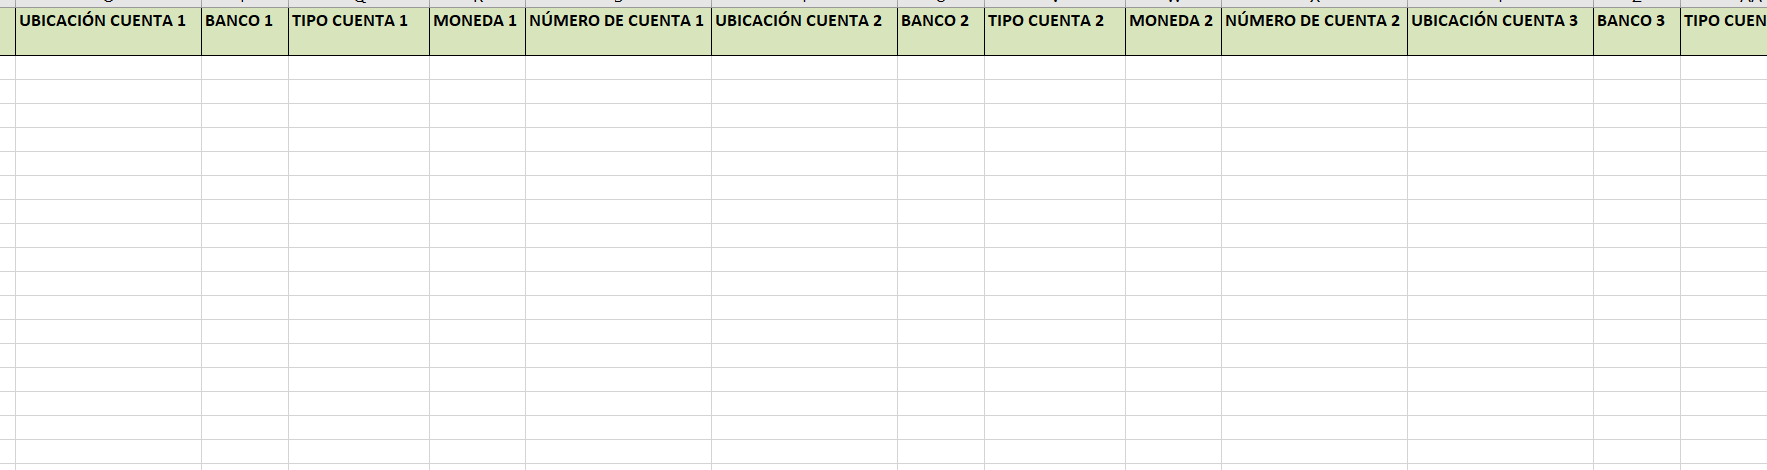 UBICACIÓN CUENTA 1 BANCO 1 TIPO CUENTA 1 MONEDA 1 NÚMERO DE CUENTA 1 UBICACIÓN CUENTA 2 BANCO 2 TIPO CUENTA 2 MONEDA 2 NÚMERO DE CUENTA 2 UBICACIÓN CUENTA 3 BANCO 3 TIPO CUEN